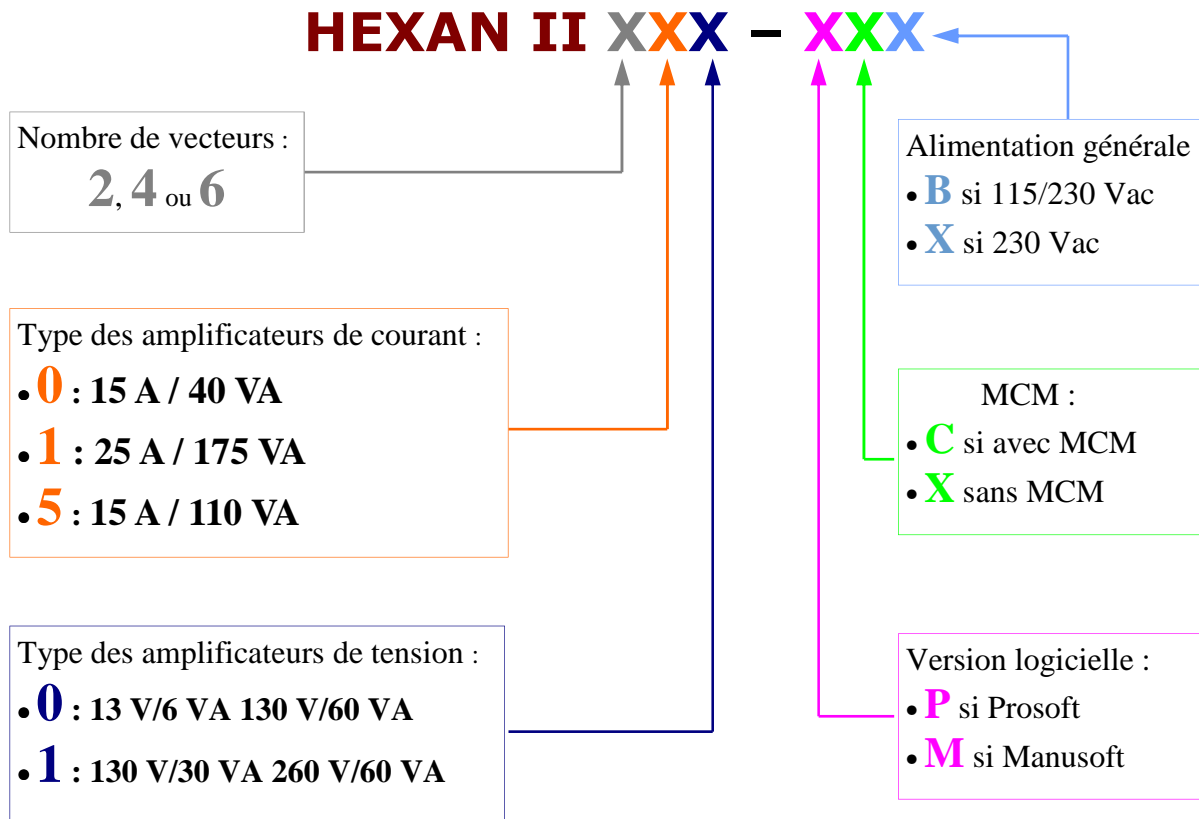 HEXAN II XXX – XXX
Nombre de vecteurs :
2, 4 ou 6
Type des amplificateurs de courant :
• 0 : 15 A / 40 VA
• 1 : 25 A / 175 VA
• 5 : 15 A / 110 VA
Type des amplificateurs de tension :
• 0 : 13 V/6 VA 130 V/60 VA
• 1 : 130 V/30 VA 260 V/60 VA
Alimentation générale
• B si 115/230 Vac
• X si 230 Vac
MCM :
• C si avec MCM
• X sans MCM
Version logicielle :
• P si Prosoft
• M si Manusoft